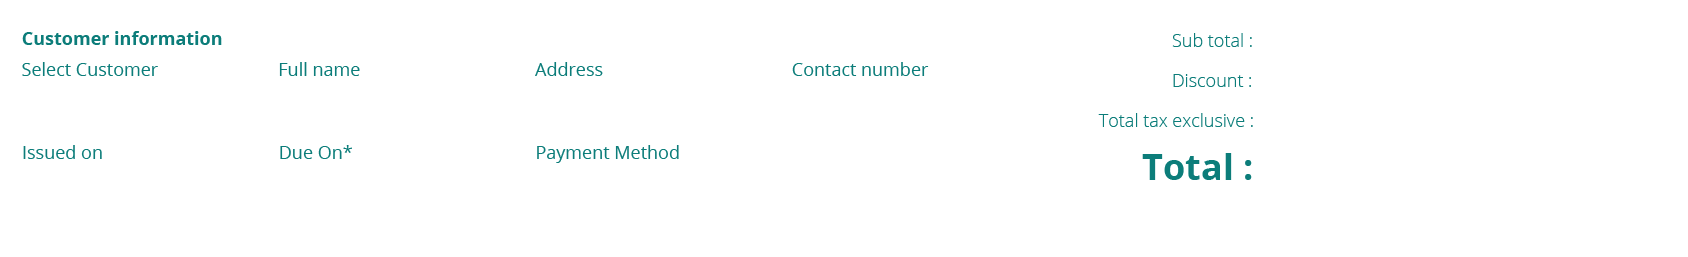 Customer information
Select Customer Full name Address Contact number
Issued on Due On* Payment Method
Sub total :
Discount :
Total tax exclusive :
Total :